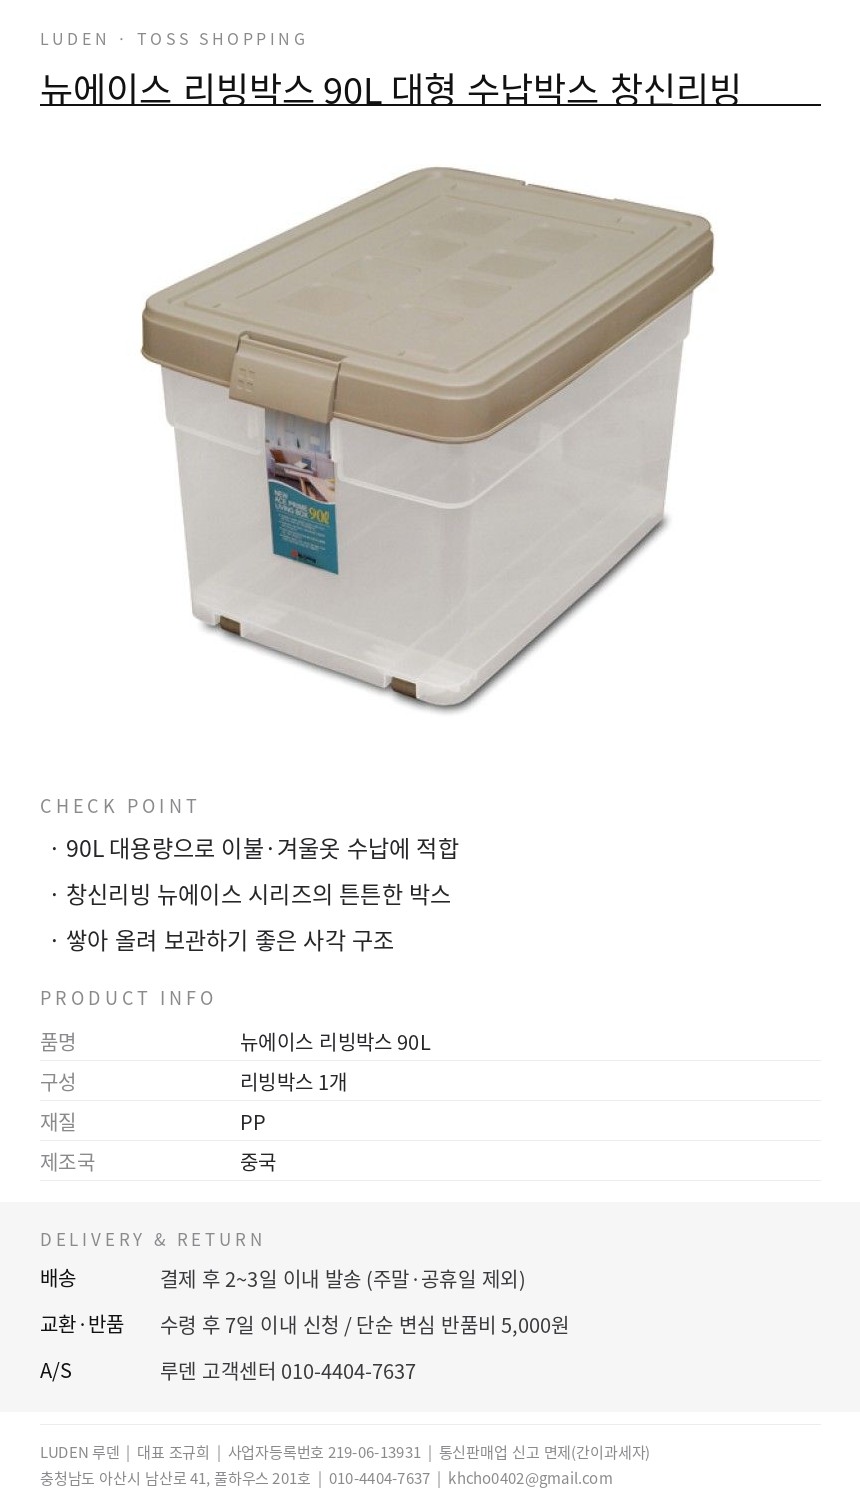 LUDEN · TOSS SHOPPING
뉴에이스 리빙박스 90L 대형 수납박스 창신리빙
NEW
ACE PRIME
LIVING BOX 90ℓ
CHECK POINT
· 90L 대용량으로 이불·겨울옷 수납에 적합
· 창신리빙 뉴에이스 시리즈의 튼튼한 박스
· 쌓아 올려 보관하기 좋은 사각 구조
PRODUCT INFO
품명 뉴에이스 리빙박스 90L
구성 리빙박스 1개
재질 PP
제조국 중국
DELIVERY & RETURN
배송 결제 후 2~3일 이내 발송 (주말·공휴일 제외)
교환·반품 수령 후 7일 이내 신청 / 단순 변심 반품비 5,000원
A/S 루덴 고객센터 010-4404-7637
LUDEN 루덴 | 대표 조규희 | 사업자등록번호 219-06-13931 | 통신판매업 신고 면제(간이과세자)
충청남도 아산시 남산로 41, 풀하우스 201호 | 010-4404-7637 | khcho0402@gmail.com